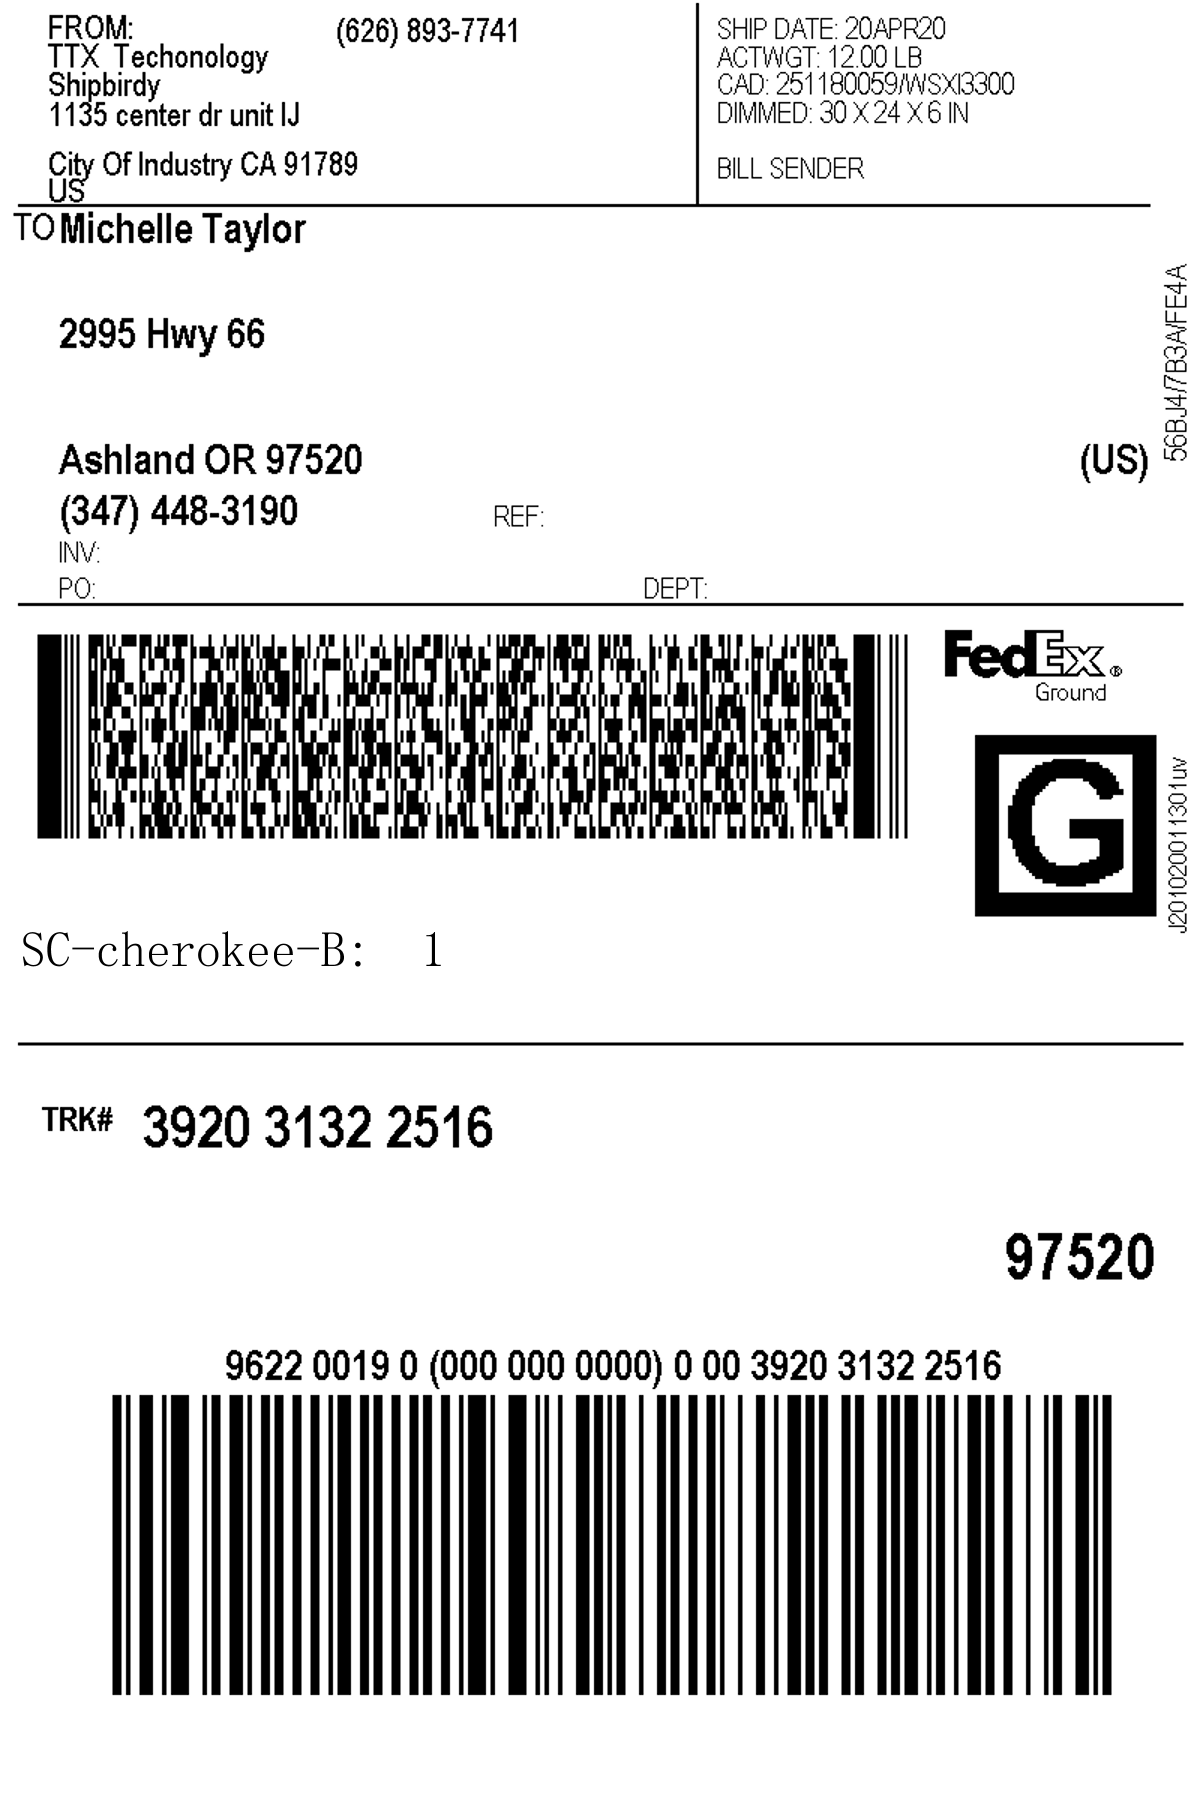 FROM: (626) 893-7741
TTX Techonology
Shipbirdy
1135 center dr unit IJ
City Of Industry CA 91789
US
SHIP DATE: 20APR20
ACTWGT: 12.00 LB
CAD: 251180059/WSXI3300
DIMMED: 30 X 24 X 6 IN
BILL SENDER
TO Michelle Taylor
2995 Hwy 66
Ashland OR 97520 (US)
(347) 448-3190 REF:
INV:
PO: DEPT:
56BJ4/7B3A/FE4A
FedEx®
Ground
G
J201020011301uv
SC-cherokee-B: 1
TRK# 3920 3132 2516
97520
9622 0019 0 (000 000 0000) 0 00 3920 3132 2516